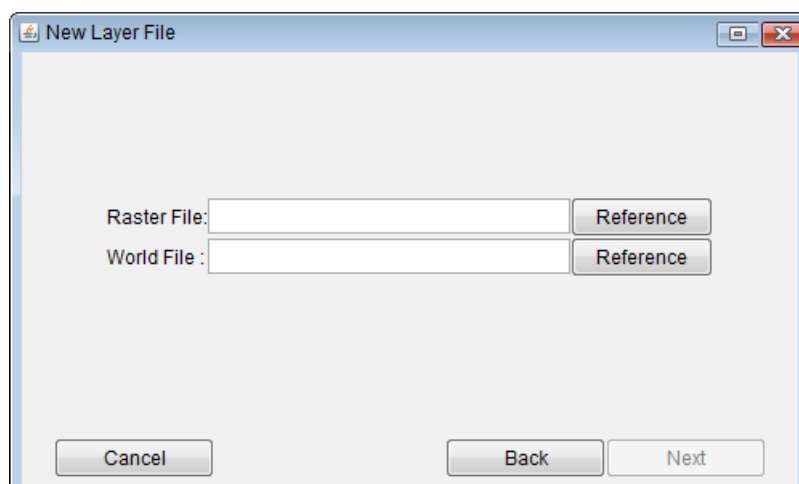 New Layer File
Raster File: Reference
World File : Reference
Cancel Back Next